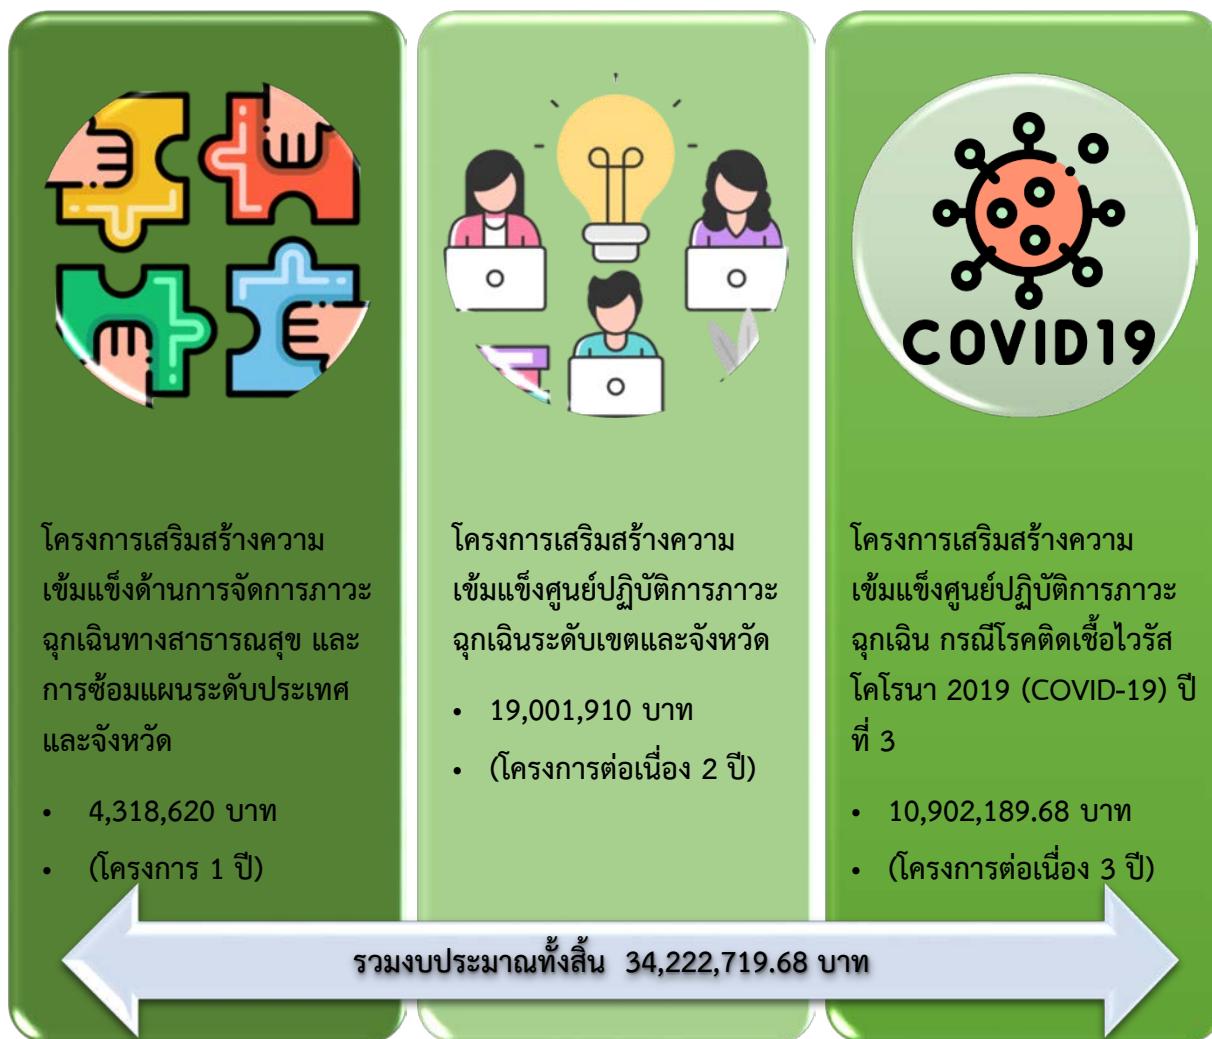 โครงการเสริมสร้างความ
เข้มแข็งด้านการจัดการภาวะ
ฉุกเฉินทางสาธารณสุข และ
การซ้อมแผนระดับประเทศ
และจังหวัด
• 4,318,620 บาท
• (โครงการ 1 ปี)
โครงการเสริมสร้างความ
เข้มแข็งศูนย์ปฏิบัติการภาวะ
ฉุกเฉินระดับเขตและจังหวัด
• 19,001,910 บาท
• (โครงการต่อเนื่อง 2 ปี)
COVID19
โครงการเสริมสร้างความ
เข้มแข็งศูนย์ปฏิบัติการภาวะ
ฉุกเฉิน กรณีโรคติดเชื้อไวรัส
โคโรนา 2019 (COVID-19) ปี
ที่ 3
• 10,902,189.68 บาท
• (โครงการต่อเนื่อง 3 ปี)
รวมงบประมาณทั้งสิ้น 34,222,719.68 บาท